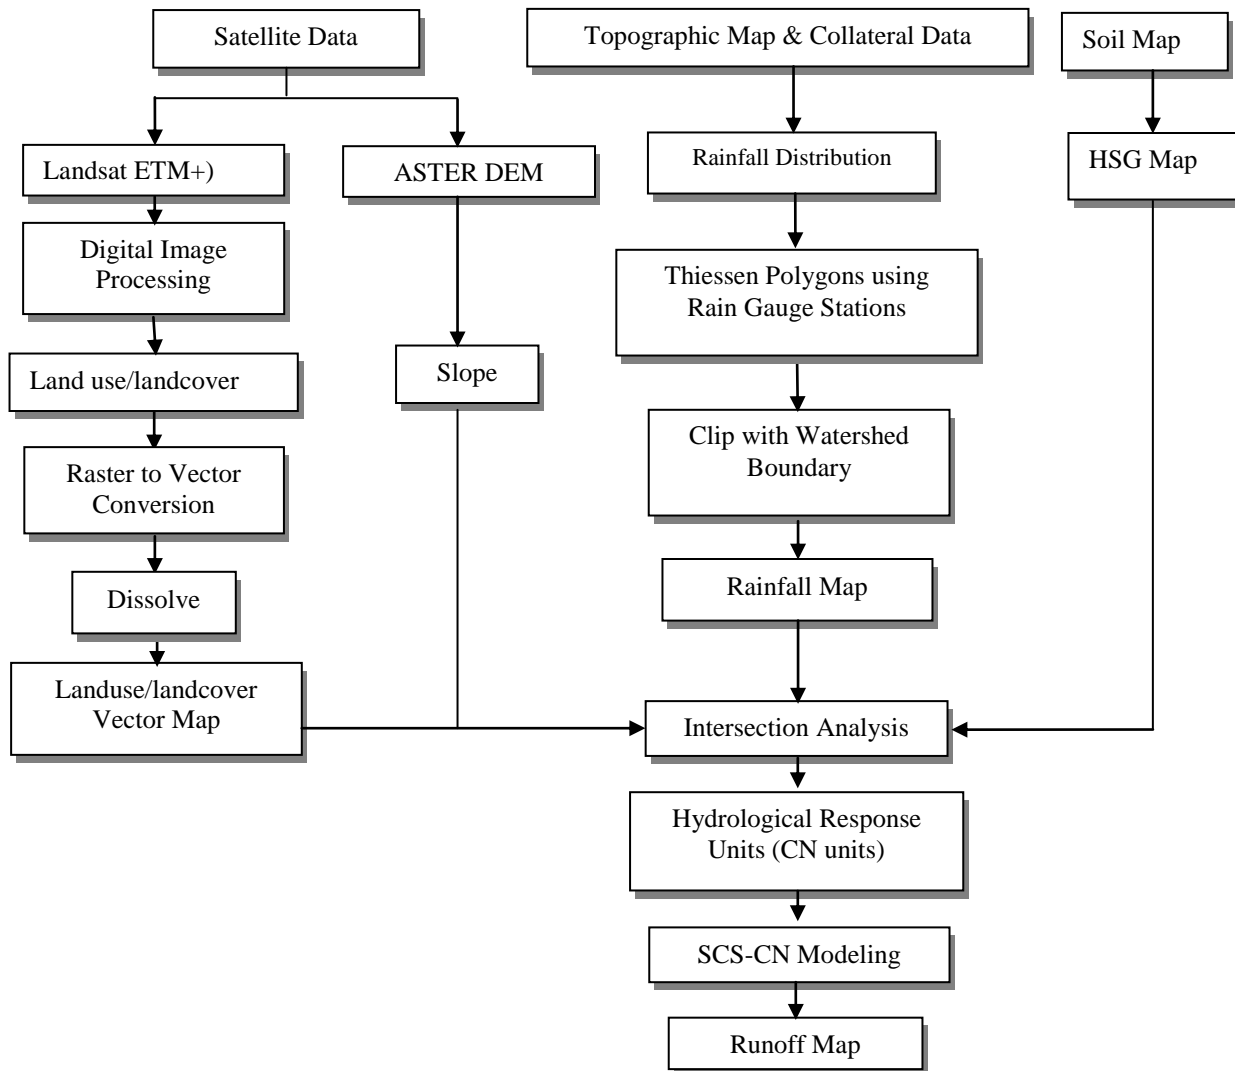 Satellite Data
Topographic Map & Collateral Data
Soil Map
Landsat ETM+)
ASTER DEM
Rainfall Distribution
HSG Map
Digital Image
Processing
Thiessen Polygons using
Rain Gauge Stations
Land use/landcover
Slope
Clip with Watershed
Boundary
Raster to Vector
Conversion
Rainfall Map
Dissolve
Landuse/landcover
Vector Map
Intersection Analysis
Hydrological Response
Units (CN units)
SCS-CN Modeling
Runoff Map